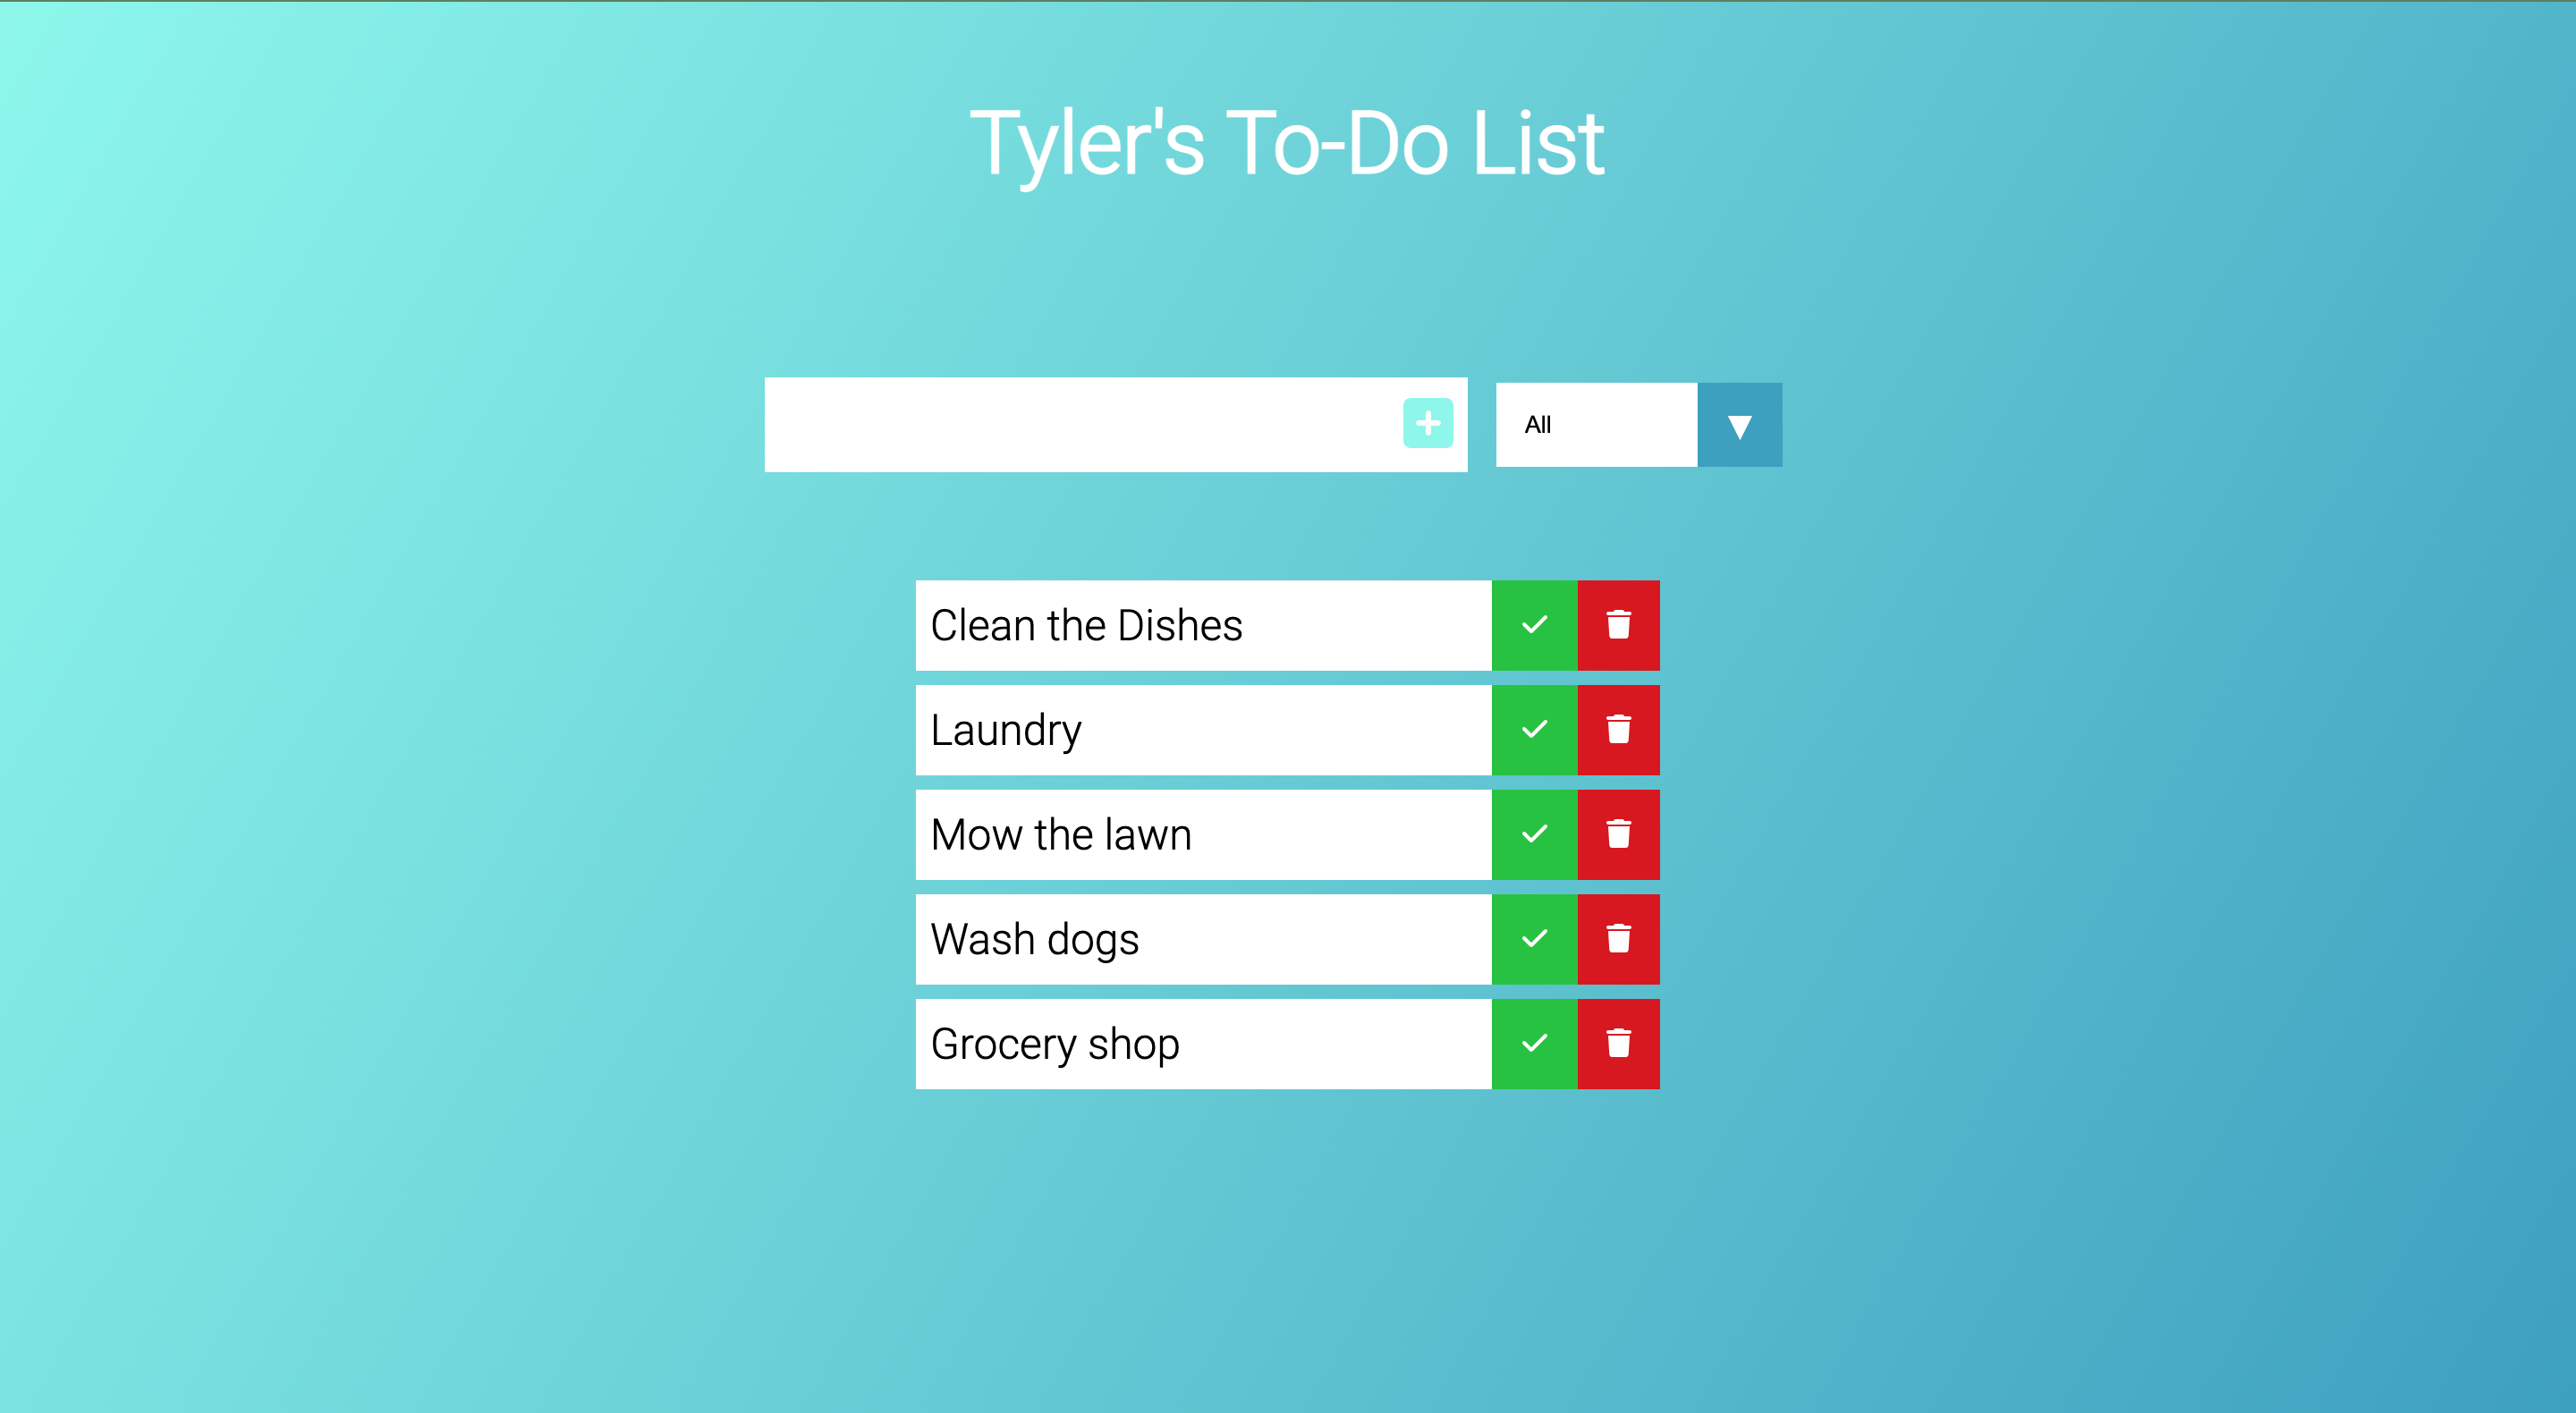 Tyler's To-Do List
All
Clean the Dishes
Laundry
Mow the lawn
Wash dogs
Grocery shop